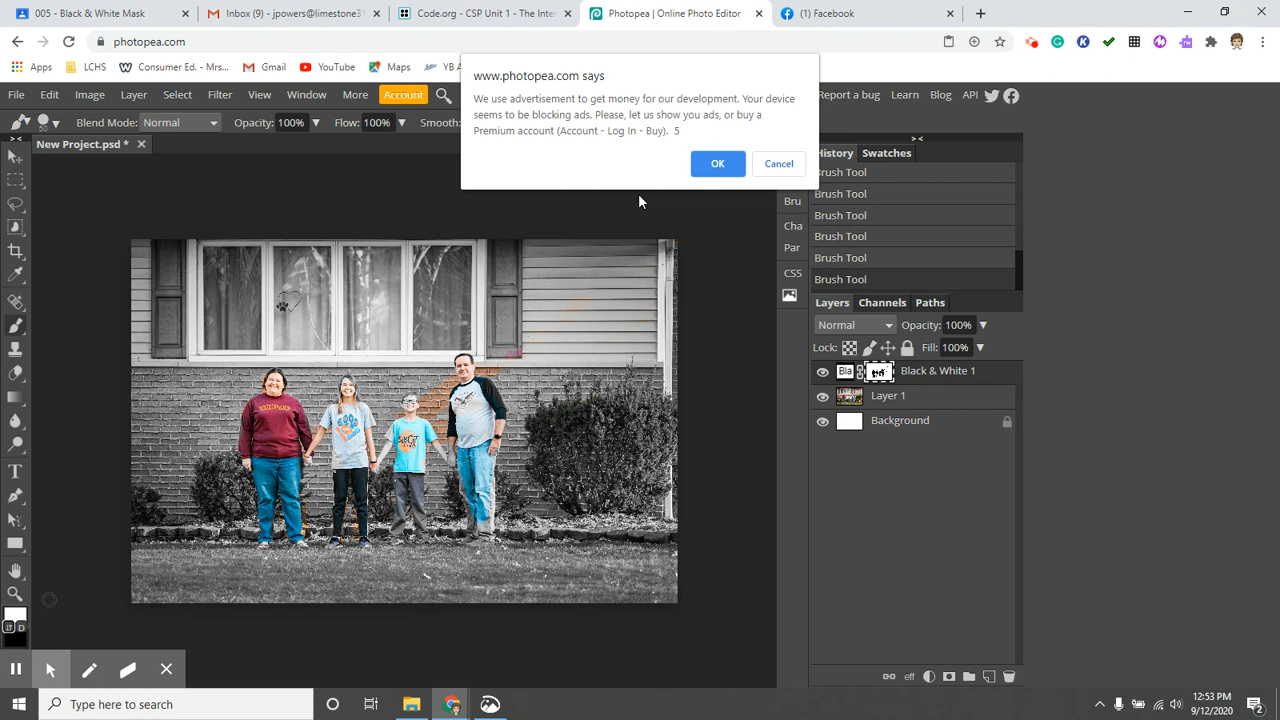 005 - Black & White Mask
Inbox (9) - jpowers@limestone31
Code.org - CSP Unit 1 - The Inter
Photopea | Online Photo Editor
(1) Facebook
photopea.com
Apps
LCHS
Consumer Ed. - Mrs...
Gmail
YouTube
Maps
YB A
www.photopea.com says
We use advertisement to get money for our development. Your device
seems to be blocking ads. Please, let us show you ads, or buy a
Premium account (Account - Log In - Buy).  5
OK
Cancel
File
Edit
Image
Layer
Select
Filter
View
Window
More
Account
Report a bug
Learn
Blog
API
50
Blend Mode:
Normal
Opacity:
100%
Flow:
100%
Smooth:
New Project.psd *
History
Swatches
Brush Tool
Brush Tool
Brush Tool
Brush Tool
Brush Tool
Brush Tool
Bru
Cha
Par
CSS
Layers
Channels
Paths
Normal
Opacity:
100%
Lock:
Fill:
100%
Bla
Black & White 1
Layer 1
Background
D
eff
Type here to search
12:53 PM
9/12/2020
2